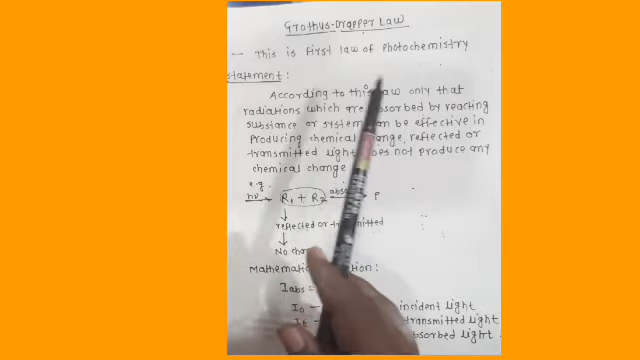 Grothus-Drapper Law
— This is First law of Photochemistry
Statement:
According to this law only that
radiations which are absorbed by reacting
substance or system can be effective in
producing chemical change, reflected or
transmitted light does not produce any
chemical change
e.g.
hν R1 + R2 P
reflected or transmitted
No
Mathematical :
Iabs =
I0 — incident light
It — transmitted light
absorbed light